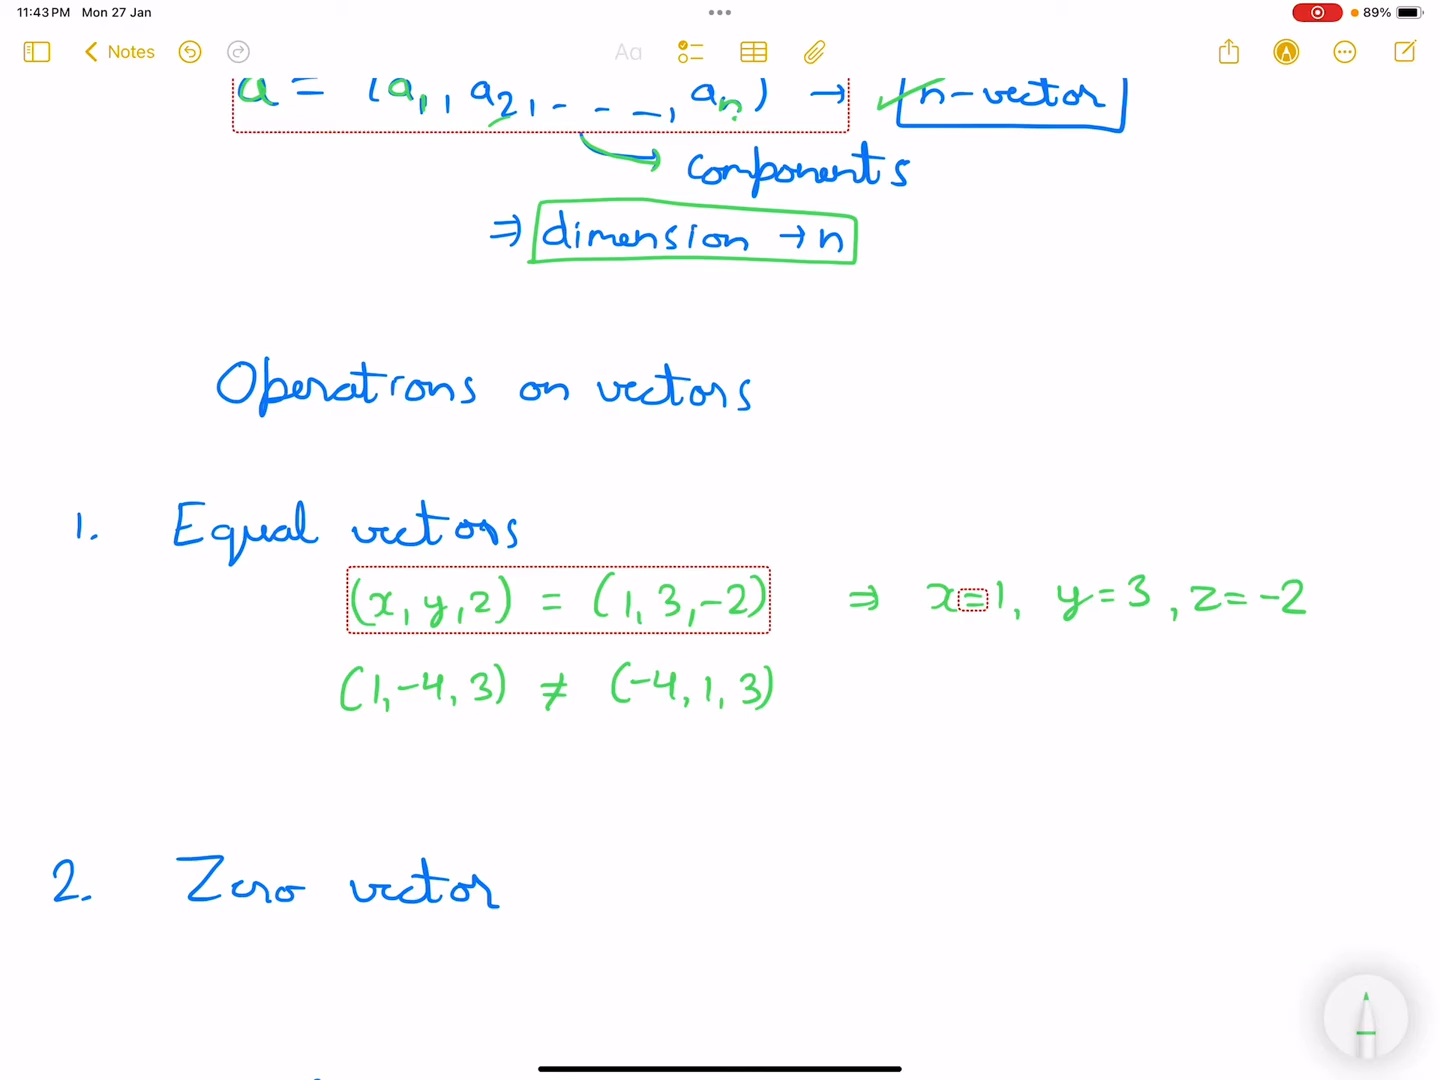 11:43 PM Mon 27 Jan
89%
Notes
Aa
a = (a₁, a₂, - - -, aₙ) → n-vector
components
⇒ dimension → n
Operations on vectors
1. Equal vectors
(x, y, z) = (1, 3, -2) ⇒ x=1, y=3, z=-2
(1, -4, 3) ≠ (-4, 1, 3)
2. Zero vector